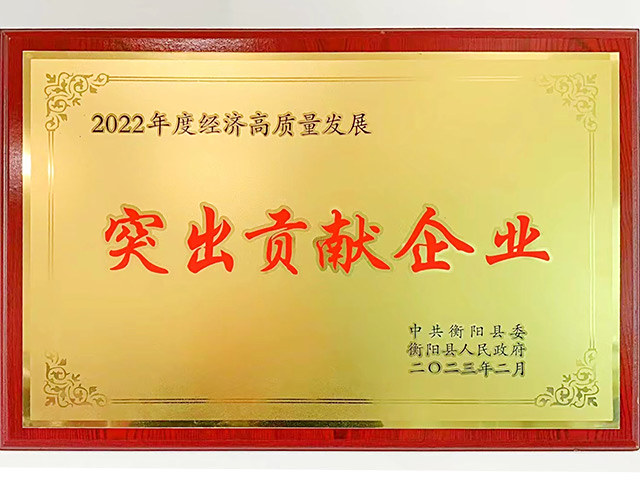 2022年度经济高质量发展
突出贡献企业
中共衡阳县委
衡阳县人民政府
二〇二三年二月